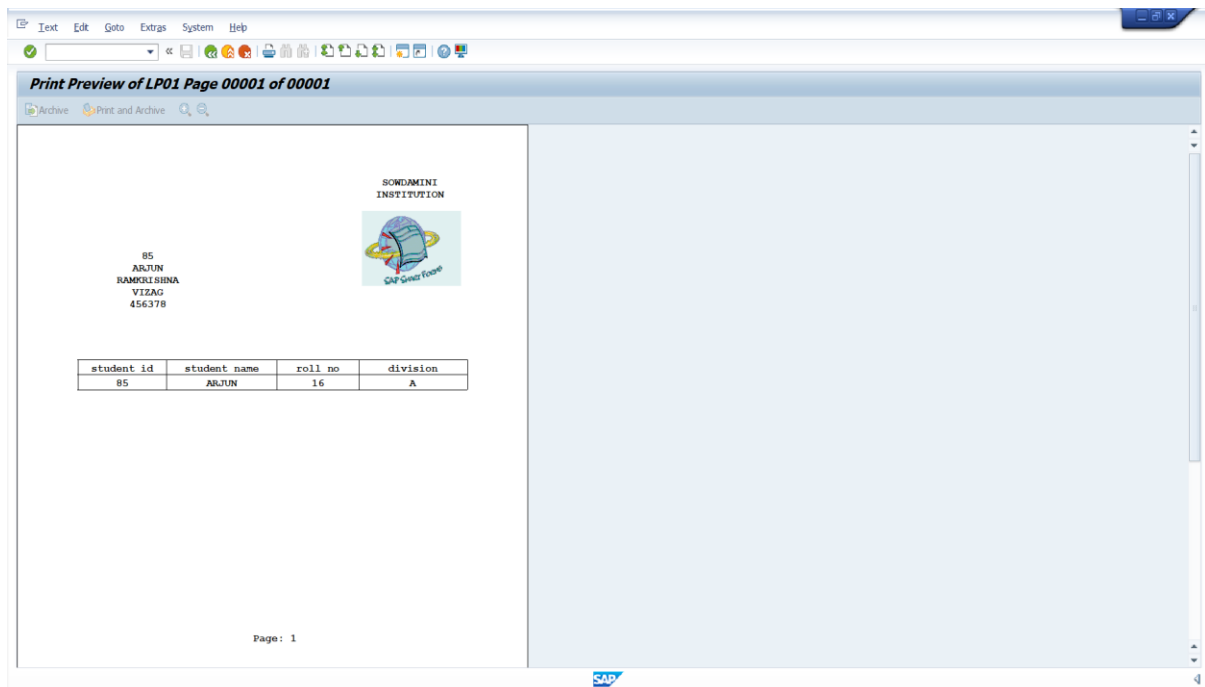 Text Edit Goto Extras System Help
Print Preview of LP01 Page 00001 of 00001
Archive Print and Archive
SOWDAMINI
INSTITUTION
SAP Smart Forms
85
ARJUN
RAMKRISHNA
VIZAG
456378
student id student name roll no division
85 ARJUN 16 A
Page: 1
SAP